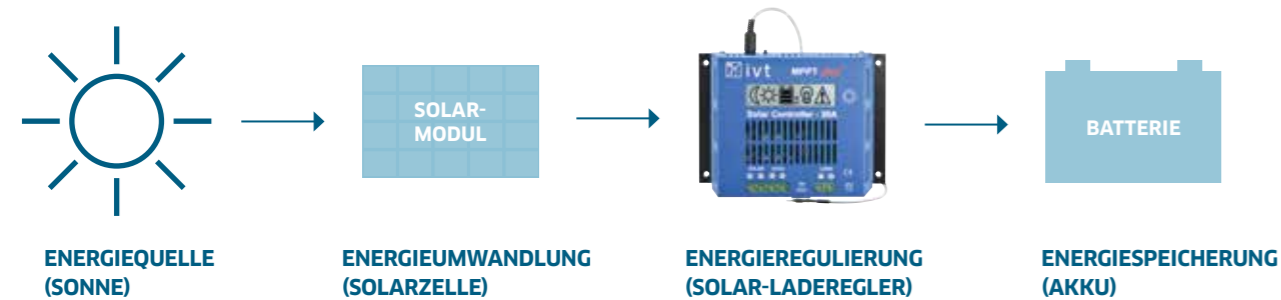 SOLAR-
MODUL
ivt MPPT
Solar Controller - 30A
BATTERIE
ENERGIEQUELLE
(SONNE)
ENERGIEUMWANDLUNG
(SOLARZELLE)
ENERGIEREGULIERUNG
(SOLAR-LADEREGLER)
ENERGIESPEICHERUNG
(AKKU)